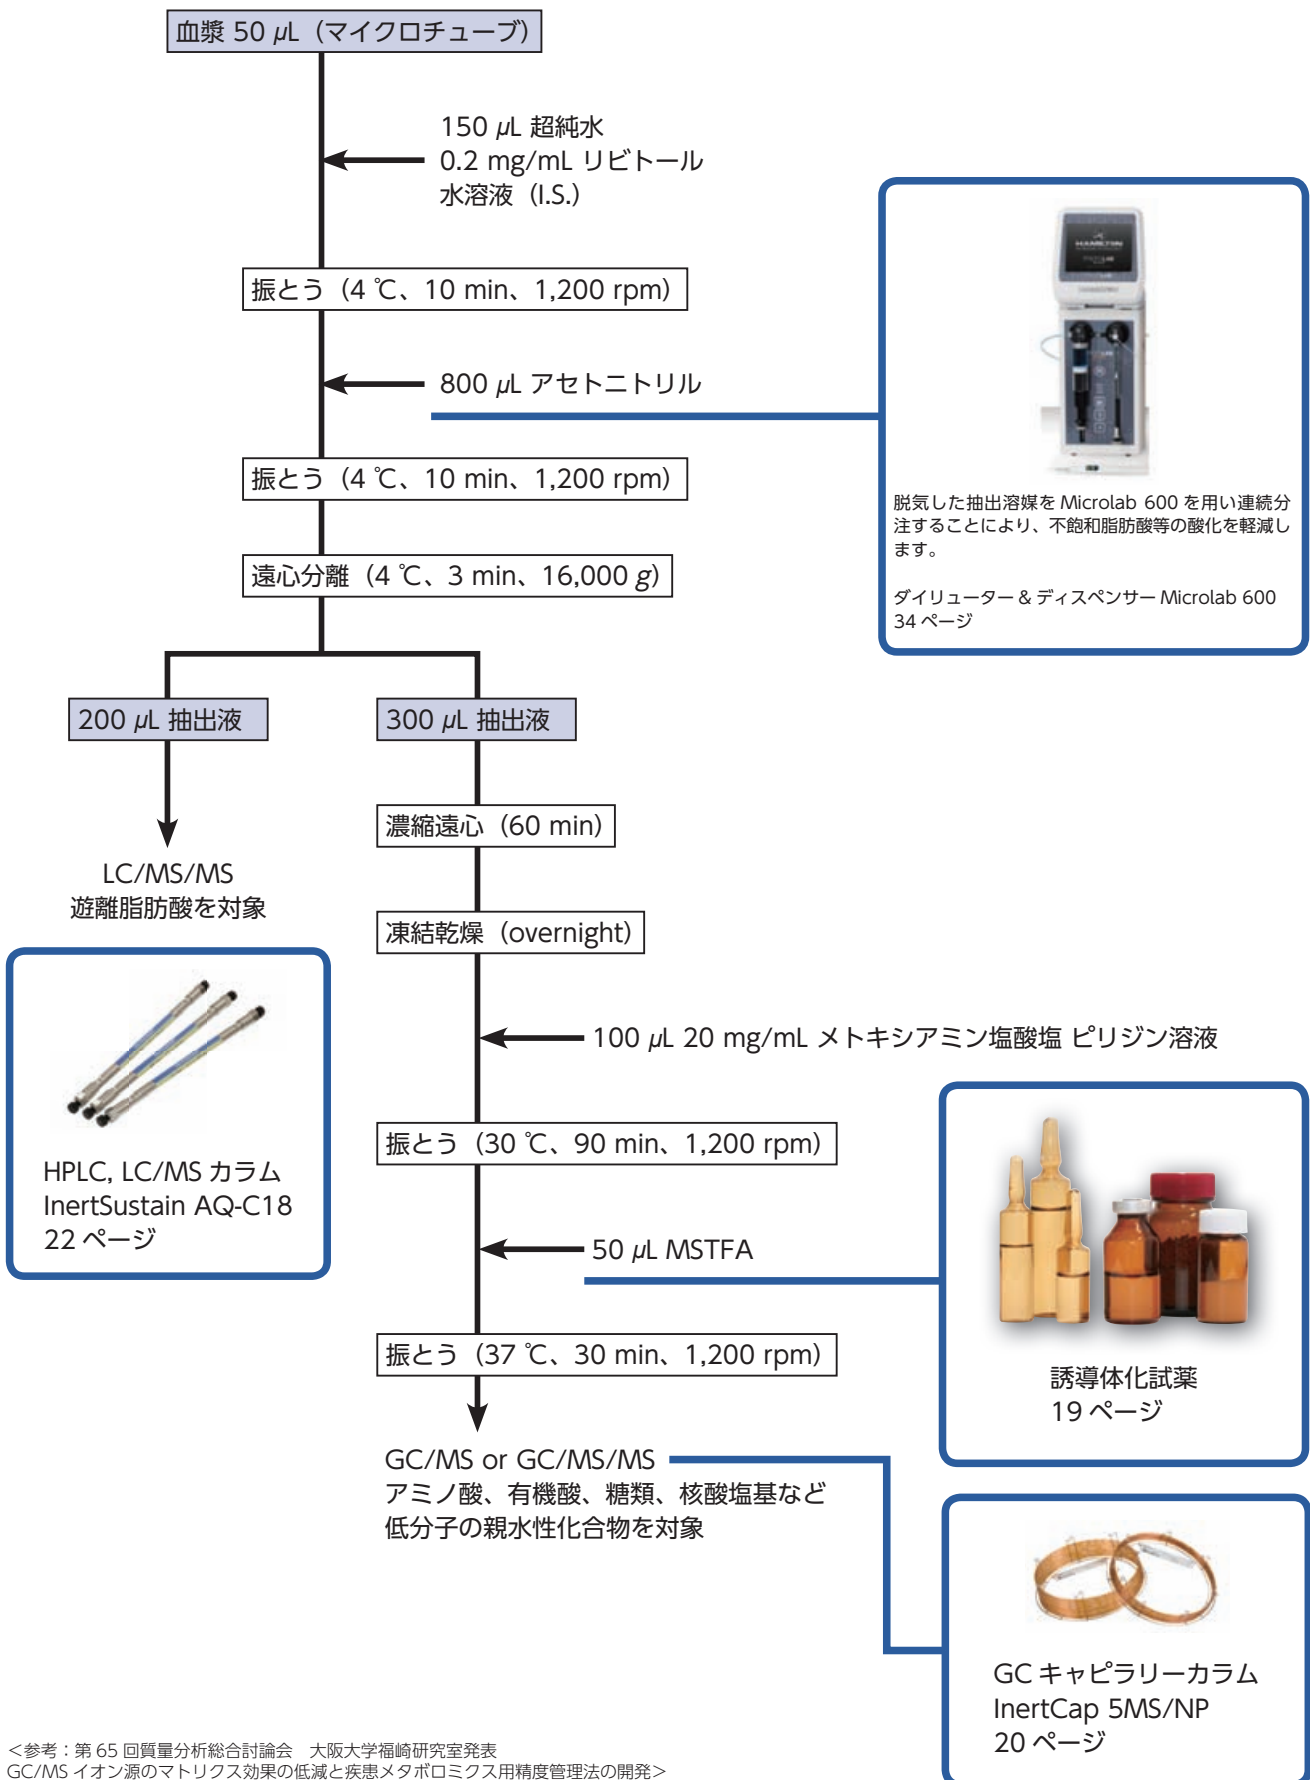 血漿 50 µL（マイクロチューブ）
150 µL 超純水
0.2 mg/mL リビトール
水溶液（I.S.）
振とう（4 ℃、10 min、1,200 rpm）
800 µL アセトニトリル
振とう（4 ℃、10 min、1,200 rpm）
遠心分離（4 ℃、3 min、16,000 g）
HAMILTON
脱気した抽出溶媒を Microlab 600 を用い連続分
注することにより、不飽和脂肪酸等の酸化を軽減し
ます。
ダイリューター & ディスペンサー Microlab 600
34 ページ
200 µL 抽出液
300 µL 抽出液
LC/MS/MS
遊離脂肪酸を対象
HPLC, LC/MS カラム
InertSustain AQ-C18
22 ページ
濃縮遠心（60 min）
凍結乾燥（overnight）
100 µL 20 mg/mL メトキシアミン塩酸塩 ピリジン溶液
振とう（30 ℃、90 min、1,200 rpm）
50 µL MSTFA
振とう（37 ℃、30 min、1,200 rpm）
誘導体化試薬
19 ページ
GC/MS or GC/MS/MS
アミノ酸、有機酸、糖類、核酸塩基など
低分子の親水性化合物を対象
GC キャピラリーカラム
InertCap 5MS/NP
20 ページ
＜参考：第 65 回質量分析総合討論会　大阪大学福崎研究室発表
GC/MS イオン源のマトリクス効果の低減と疾患メタボロミクス用精度管理法の開発＞